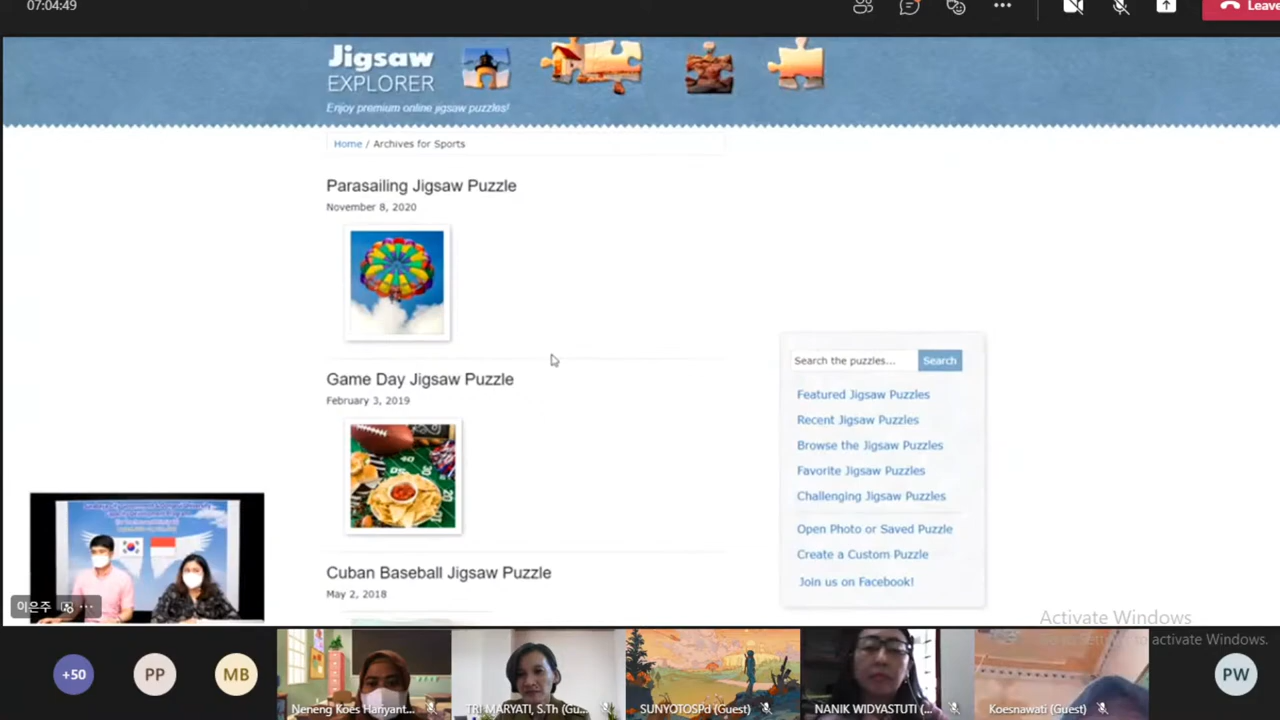 07:04:49
Leave
Jigsaw
EXPLORER
Enjoy premium online jigsaw puzzles!
Home / Archives for Sports
Parasailing Jigsaw Puzzle
November 8, 2020
Game Day Jigsaw Puzzle
February 3, 2019
Cuban Baseball Jigsaw Puzzle
May 2, 2018
Search the puzzles... Search
Featured Jigsaw Puzzles
Recent Jigsaw Puzzles
Browse the Jigsaw Puzzles
Favorite Jigsaw Puzzles
Challenging Jigsaw Puzzles
Open Photo or Saved Puzzle
Create a Custom Puzzle
Join us on Facebook!
이은주
Activate Windows
to activate Windows.
+50
PP
MB
Neneng Koes Hariyant...
TRI MARYATI, S.Th (Gu...
SUNYOTOSPd (Guest)
NANIK WIDYASTUTI (...
Koesnawati (Guest)
PW